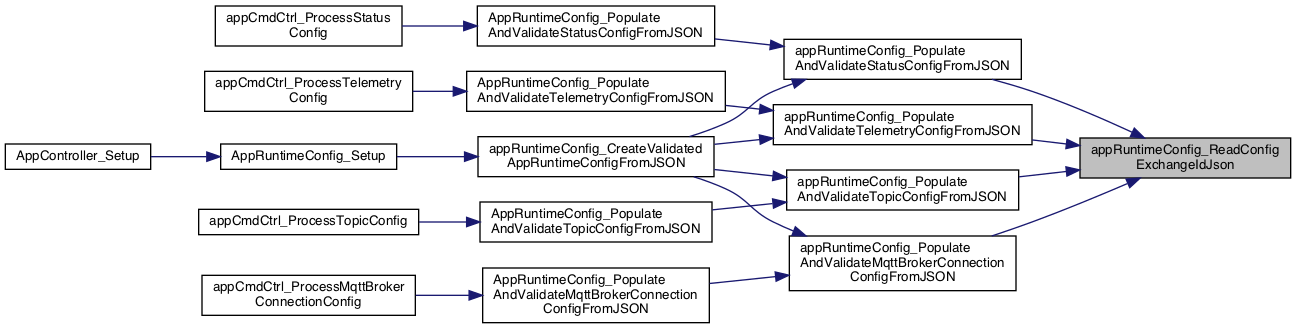 appCmdCtrl_ProcessStatus
Config
AppRuntimeConfig_Populate
AndValidateStatusConfigFromJSON
appRuntimeConfig_Populate
AndValidateStatusConfigFromJSON
appCmdCtrl_ProcessTelemetry
Config
AppRuntimeConfig_Populate
AndValidateTelemetryConfigFromJSON
appRuntimeConfig_Populate
AndValidateTelemetryConfigFromJSON
AppController_Setup
AppRuntimeConfig_Setup
appRuntimeConfig_CreateValidated
AppRuntimeConfigFromJSON
appRuntimeConfig_ReadConfig
ExchangeIdJson
appRuntimeConfig_Populate
AndValidateTopicConfigFromJSON
appCmdCtrl_ProcessTopicConfig
AppRuntimeConfig_Populate
AndValidateTopicConfigFromJSON
appRuntimeConfig_Populate
AndValidateMqttBrokerConnection
ConfigFromJSON
appCmdCtrl_ProcessMqttBroker
ConnectionConfig
AppRuntimeConfig_Populate
AndValidateMqttBrokerConnection
ConfigFromJSON